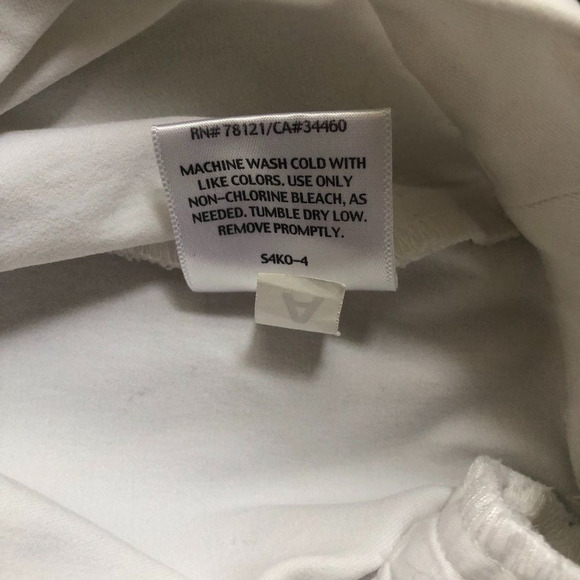 RN# 78121/CA#34460
MACHINE WASH COLD WITH
LIKE COLORS. USE ONLY
NON-CHLORINE BLEACH, AS
NEEDED. TUMBLE DRY LOW.
REMOVE PROMPTLY.
S4K0-4
A